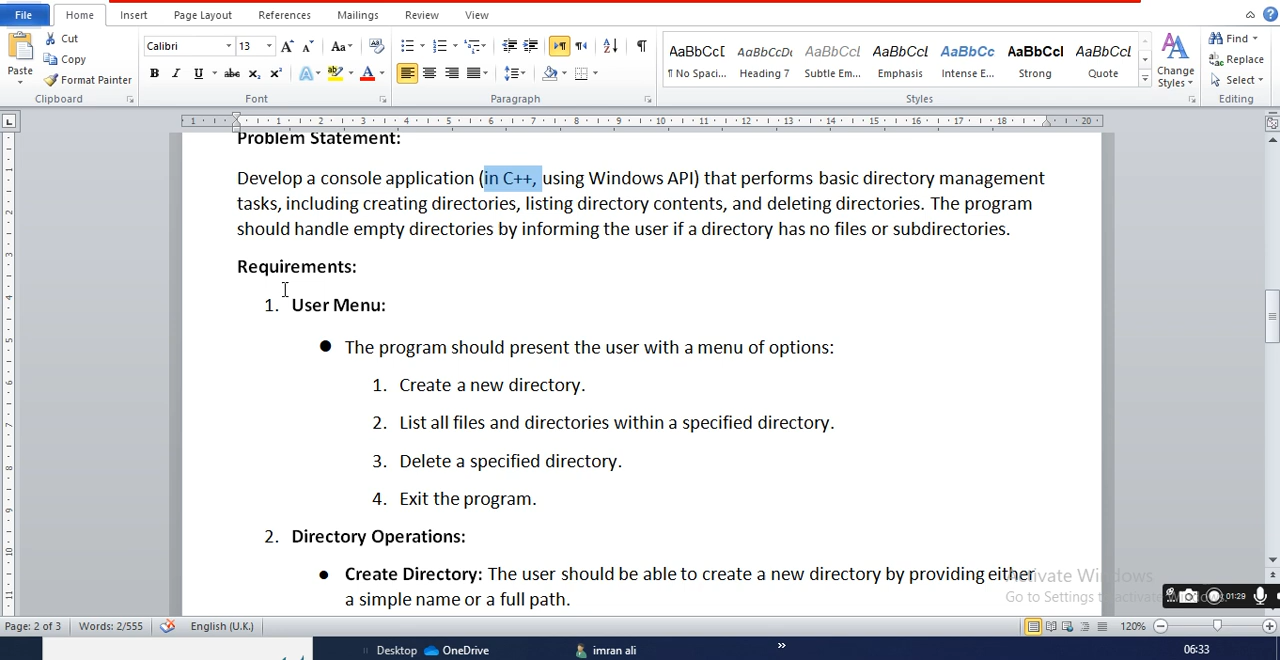 File Home Insert Page Layout References Mailings Review View
Cut
Copy
Format Painter
Paste
Clipboard
Calibri 13
Font
Paragraph
AaBbCc[ AaBbCcDc AaBbCcl AaBbCcl AaBbCc AaBbCcl AaBbCcl
¶ No Spaci... Heading 7 Subtle Em... Emphasis Intense E... Strong Quote
Change
Styles
Styles
Find
Replace
Select
Editing
Problem Statement:
Develop a console application (in C++, using Windows API) that performs basic directory management
tasks, including creating directories, listing directory contents, and deleting directories. The program
should handle empty directories by informing the user if a directory has no files or subdirectories.
Requirements:
1. User Menu:
● The program should present the user with a menu of options:
1. Create a new directory.
2. List all files and directories within a specified directory.
3. Delete a specified directory.
4. Exit the program.
2. Directory Operations:
● Create Directory: The user should be able to create a new directory by providing either
a simple name or a full path.
Activate Windows
Go to Settings to activate
01:29
Page: 2 of 3 Words: 2/555 English (U.K.) 120%
Desktop OneDrive imran ali » 06:33